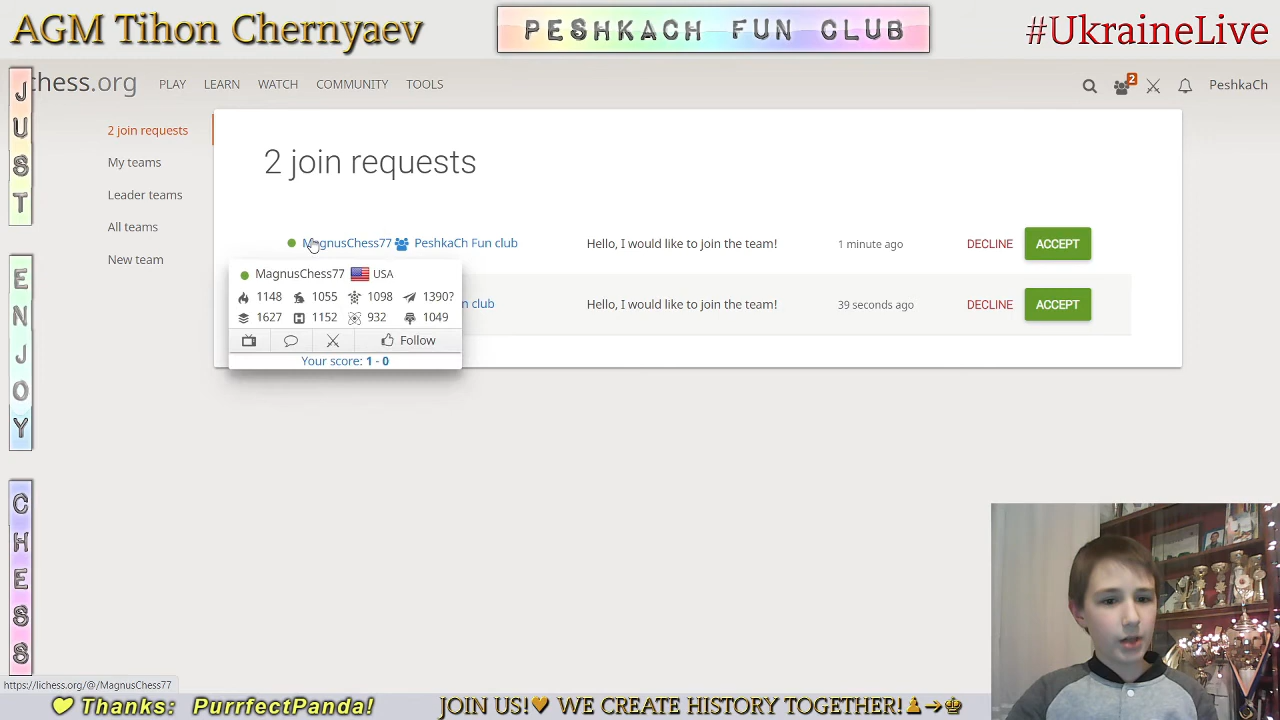 AGM Tihon Chernyaev
PESHKACH FUN CLUB
#UkraineLive
chess.org
PLAY
LEARN
WATCH
COMMUNITY
TOOLS
2
PeshkaCh
JUST
ENJOY
CHESS
2 join requests
My teams
Leader teams
All teams
New team
2 join requests
MagnusChess77 PeshkaCh Fun club
Hello, I would like to join the team!
1 minute ago
DECLINE
ACCEPT
MagnusChess77 USA
1148 1055 1098 1390?
1627 1152 932 1049
Follow
Your score: 1 - 0
n club
Hello, I would like to join the team!
39 seconds ago
DECLINE
ACCEPT
https://lichess.org/@/MagnusChess77
Thanks: PurrfectPanda!
JOIN US!♥ WE CREATE HISTORY TOGETHER!♟→♚